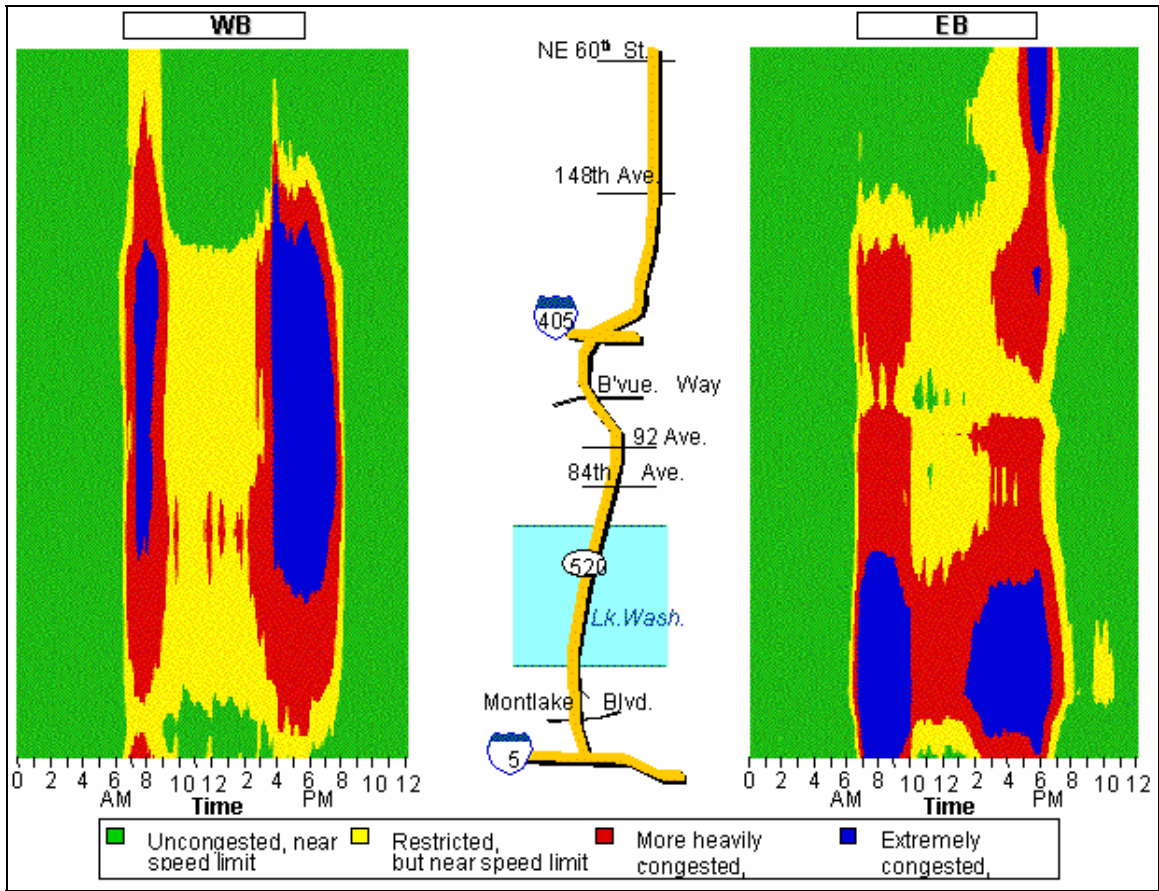 WB
EB
NE 60th St.
148th Ave.
405
B'vue. Way
92 Ave.
84th Ave.
520
Lk.Wash.
Montlake Blvd.
5
0 2 4 6 8 10 12 2 4 6 8 10 12
AM PM
Time
0 2 4 6 8 10 12 2 4 6 8 10 12
AM PM
Time
Uncongested, near speed limit
Restricted, but near speed limit
More heavily congested,
Extremely congested,